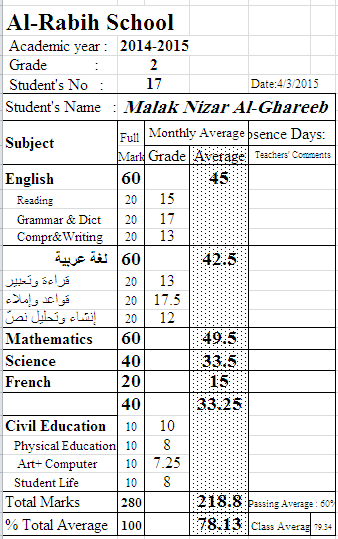 Al-Rabih School
Academic year : 2014-2015
Grade : 2
Student's No : 17 Date:4/3/2015
Student's Name : Malak Nizar Al-Ghareeb
Subject Full Mark Monthly Average psence Days:
Grade Average Teachers' Comments
English 60 45
Reading 20 15
Grammar & Dict 20 17
Compr&Writing 20 13
لغة عربية 60 42.5
قراءة وتعبير 20 13
قواعد وإملاء 20 17.5
إنشاء وتحليل نصّ 20 12
Mathematics 60 49.5
Science 40 33.5
French 20 15
40 33.25
Civil Education 10 10
Physical Education 10 8
Art+ Computer 10 7.25
Student Life 10 8
Total Marks 280 218.8 Passing Average : 60%
% Total Average 100 78.13 Class Averag 79.34